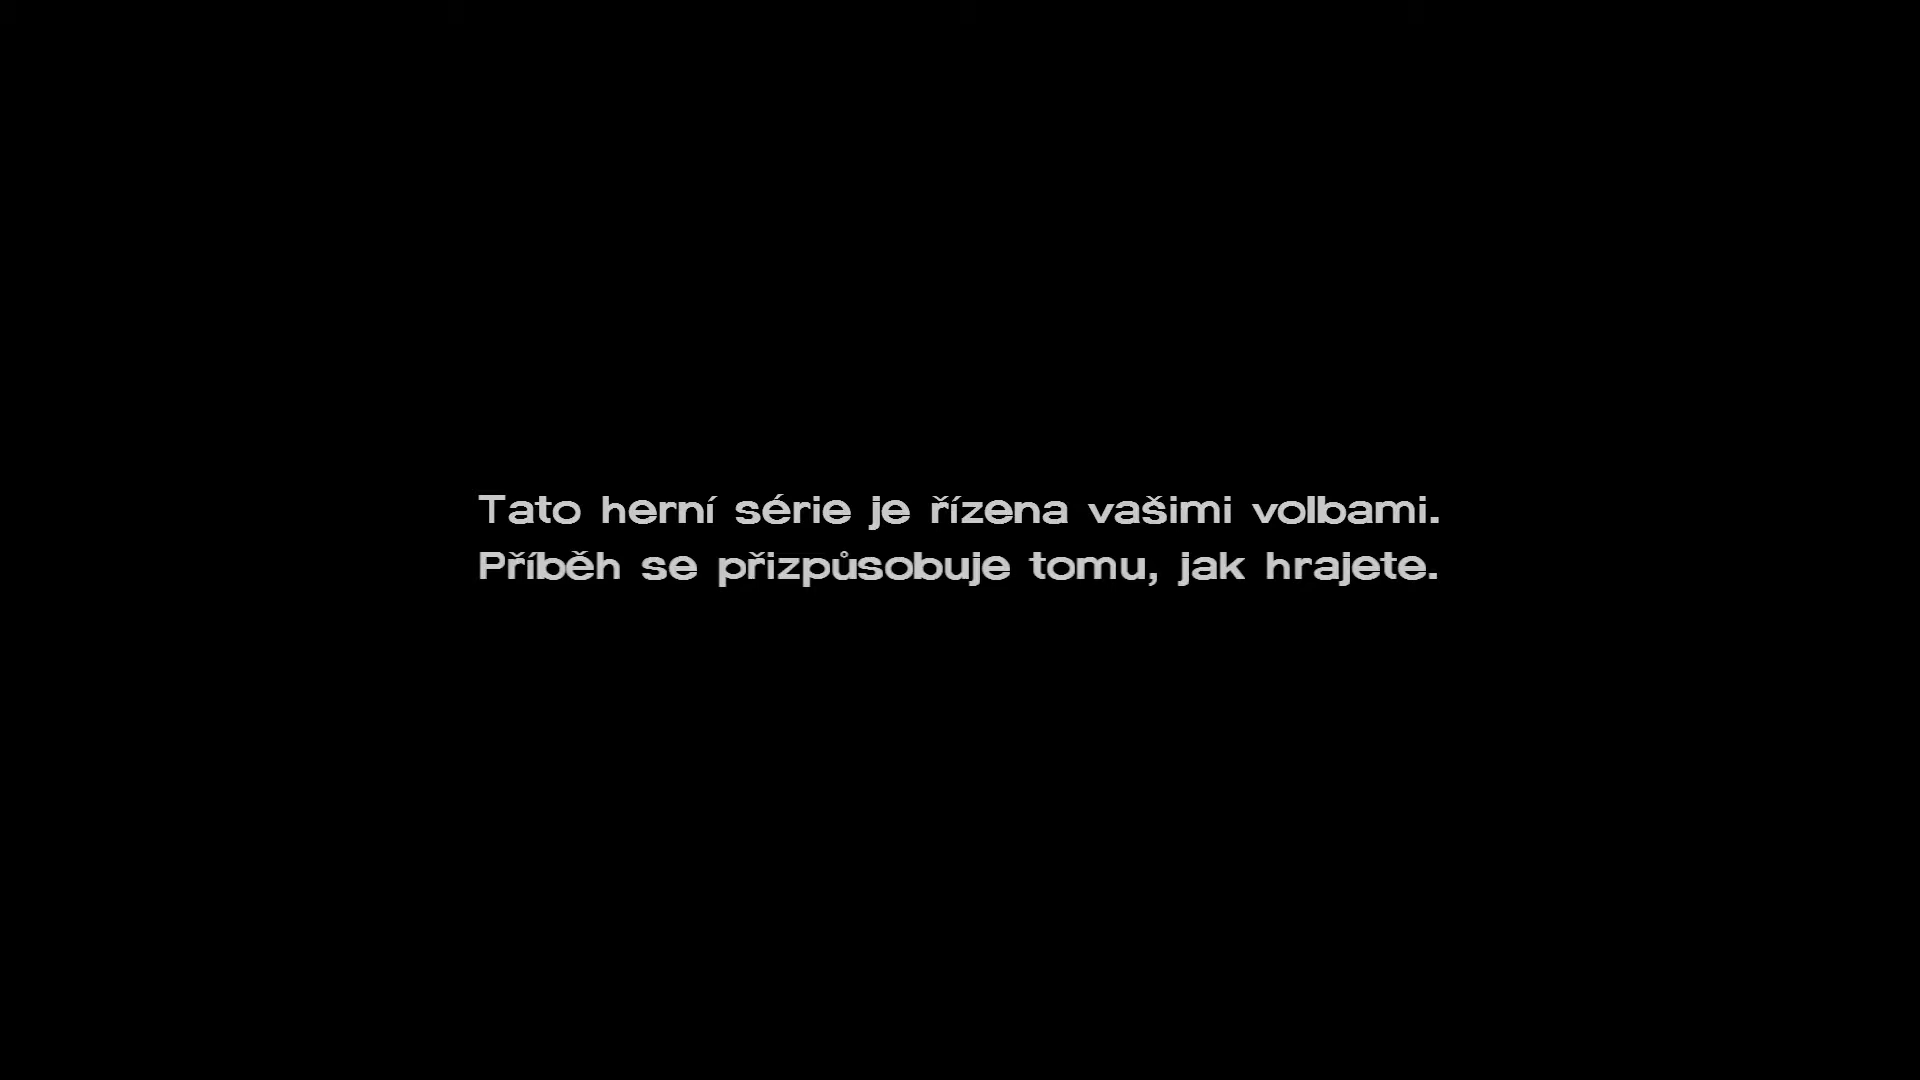 Tato herní série je řízena vašimi volbami.
Příběh se přizpůsobuje tomu, jak hrajete.